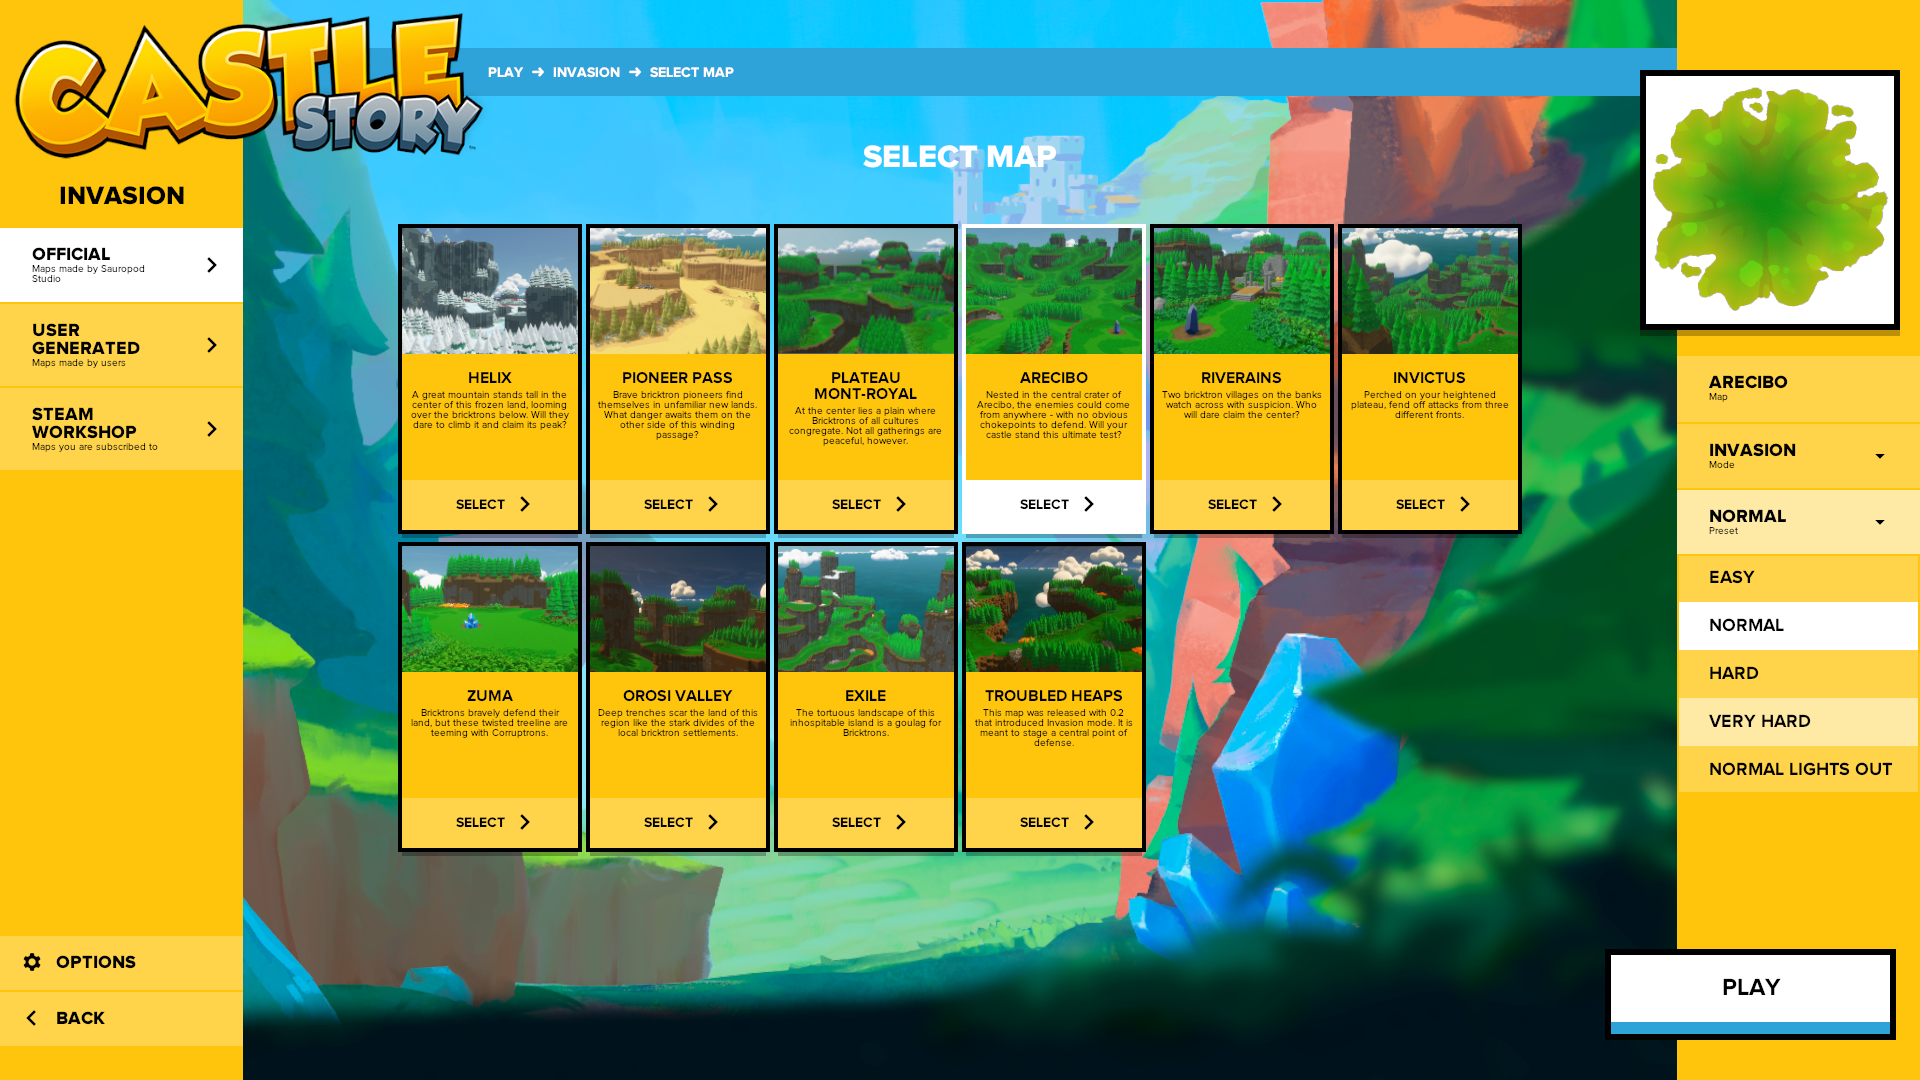 CASTLE
STORY
PLAY → INVASION → SELECT MAP
SELECT MAP
INVASION
OFFICIAL
Maps made by Sauropod
Studio
USER
GENERATED
Maps made by users
STEAM
WORKSHOP
Maps you are subscribed to
OPTIONS
BACK
HELIX
A great mountain stands tall in the
center of this frozen land, looming
over the bricktrons below. Will they
dare to climb it and claim its peak?
SELECT
PIONEER PASS
Brave bricktron pioneers find
themselves in unfamiliar new lands.
What danger awaits them on the
other side of this winding
passage?
SELECT
PLATEAU
MONT-ROYAL
At the center lies a plain where
Bricktrons of all cultures
congregate. Not all gatherings are
peaceful, however.
SELECT
ARECIBO
Nested in the central crater of
Arecibo, the enemies could come
from anywhere - with no obvious
chokepoints to defend. Will your
castle stand this ultimate test?
SELECT
RIVERAINS
Two bricktron villages on the banks
watch across with suspicion. Who
will dare claim the center?
SELECT
INVICTUS
Perched on your heightened
plateau, fend off attacks from three
different fronts.
SELECT
ZUMA
Bricktrons bravely defend their
land, but these twisted treeline are
teeming with Corruptrons.
SELECT
OROSI VALLEY
Deep trenches scar the land of this
region like the stark divides of the
local bricktron settlements.
SELECT
EXILE
The tortuous landscape of this
inhospitable island is a goulag for
Bricktrons.
SELECT
TROUBLED HEAPS
This map was released with 0.2
that introduced Invasion mode. It is
meant to stage a central point of
defense.
SELECT
ARECIBO
Map
INVASION
Mode
NORMAL
Preset
EASY
NORMAL
HARD
VERY HARD
NORMAL LIGHTS OUT
PLAY